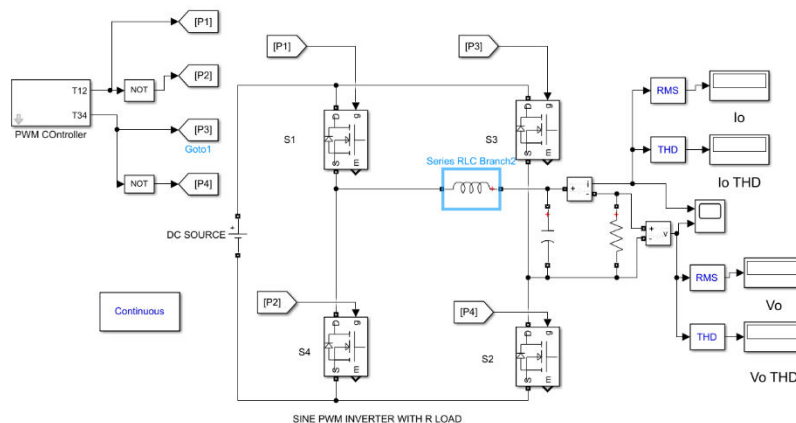 [P1]
[P1]
[P3]
T12
NOT
[P2]
T34
[P3]
PWM COntroller
Goto1
NOT
[P4]
RMS
Io
THD
Io THD
D
g
S
m
S1
D
g
S
m
S3
Series RLC Branch2
+
+
i
-
+
+
+
-
v
DC SOURCE
+
RMS
Vo
THD
Vo THD
Continuous
[P2]
[P4]
D
g
S
m
S4
D
g
S
m
S2
SINE PWM INVERTER WITH R LOAD